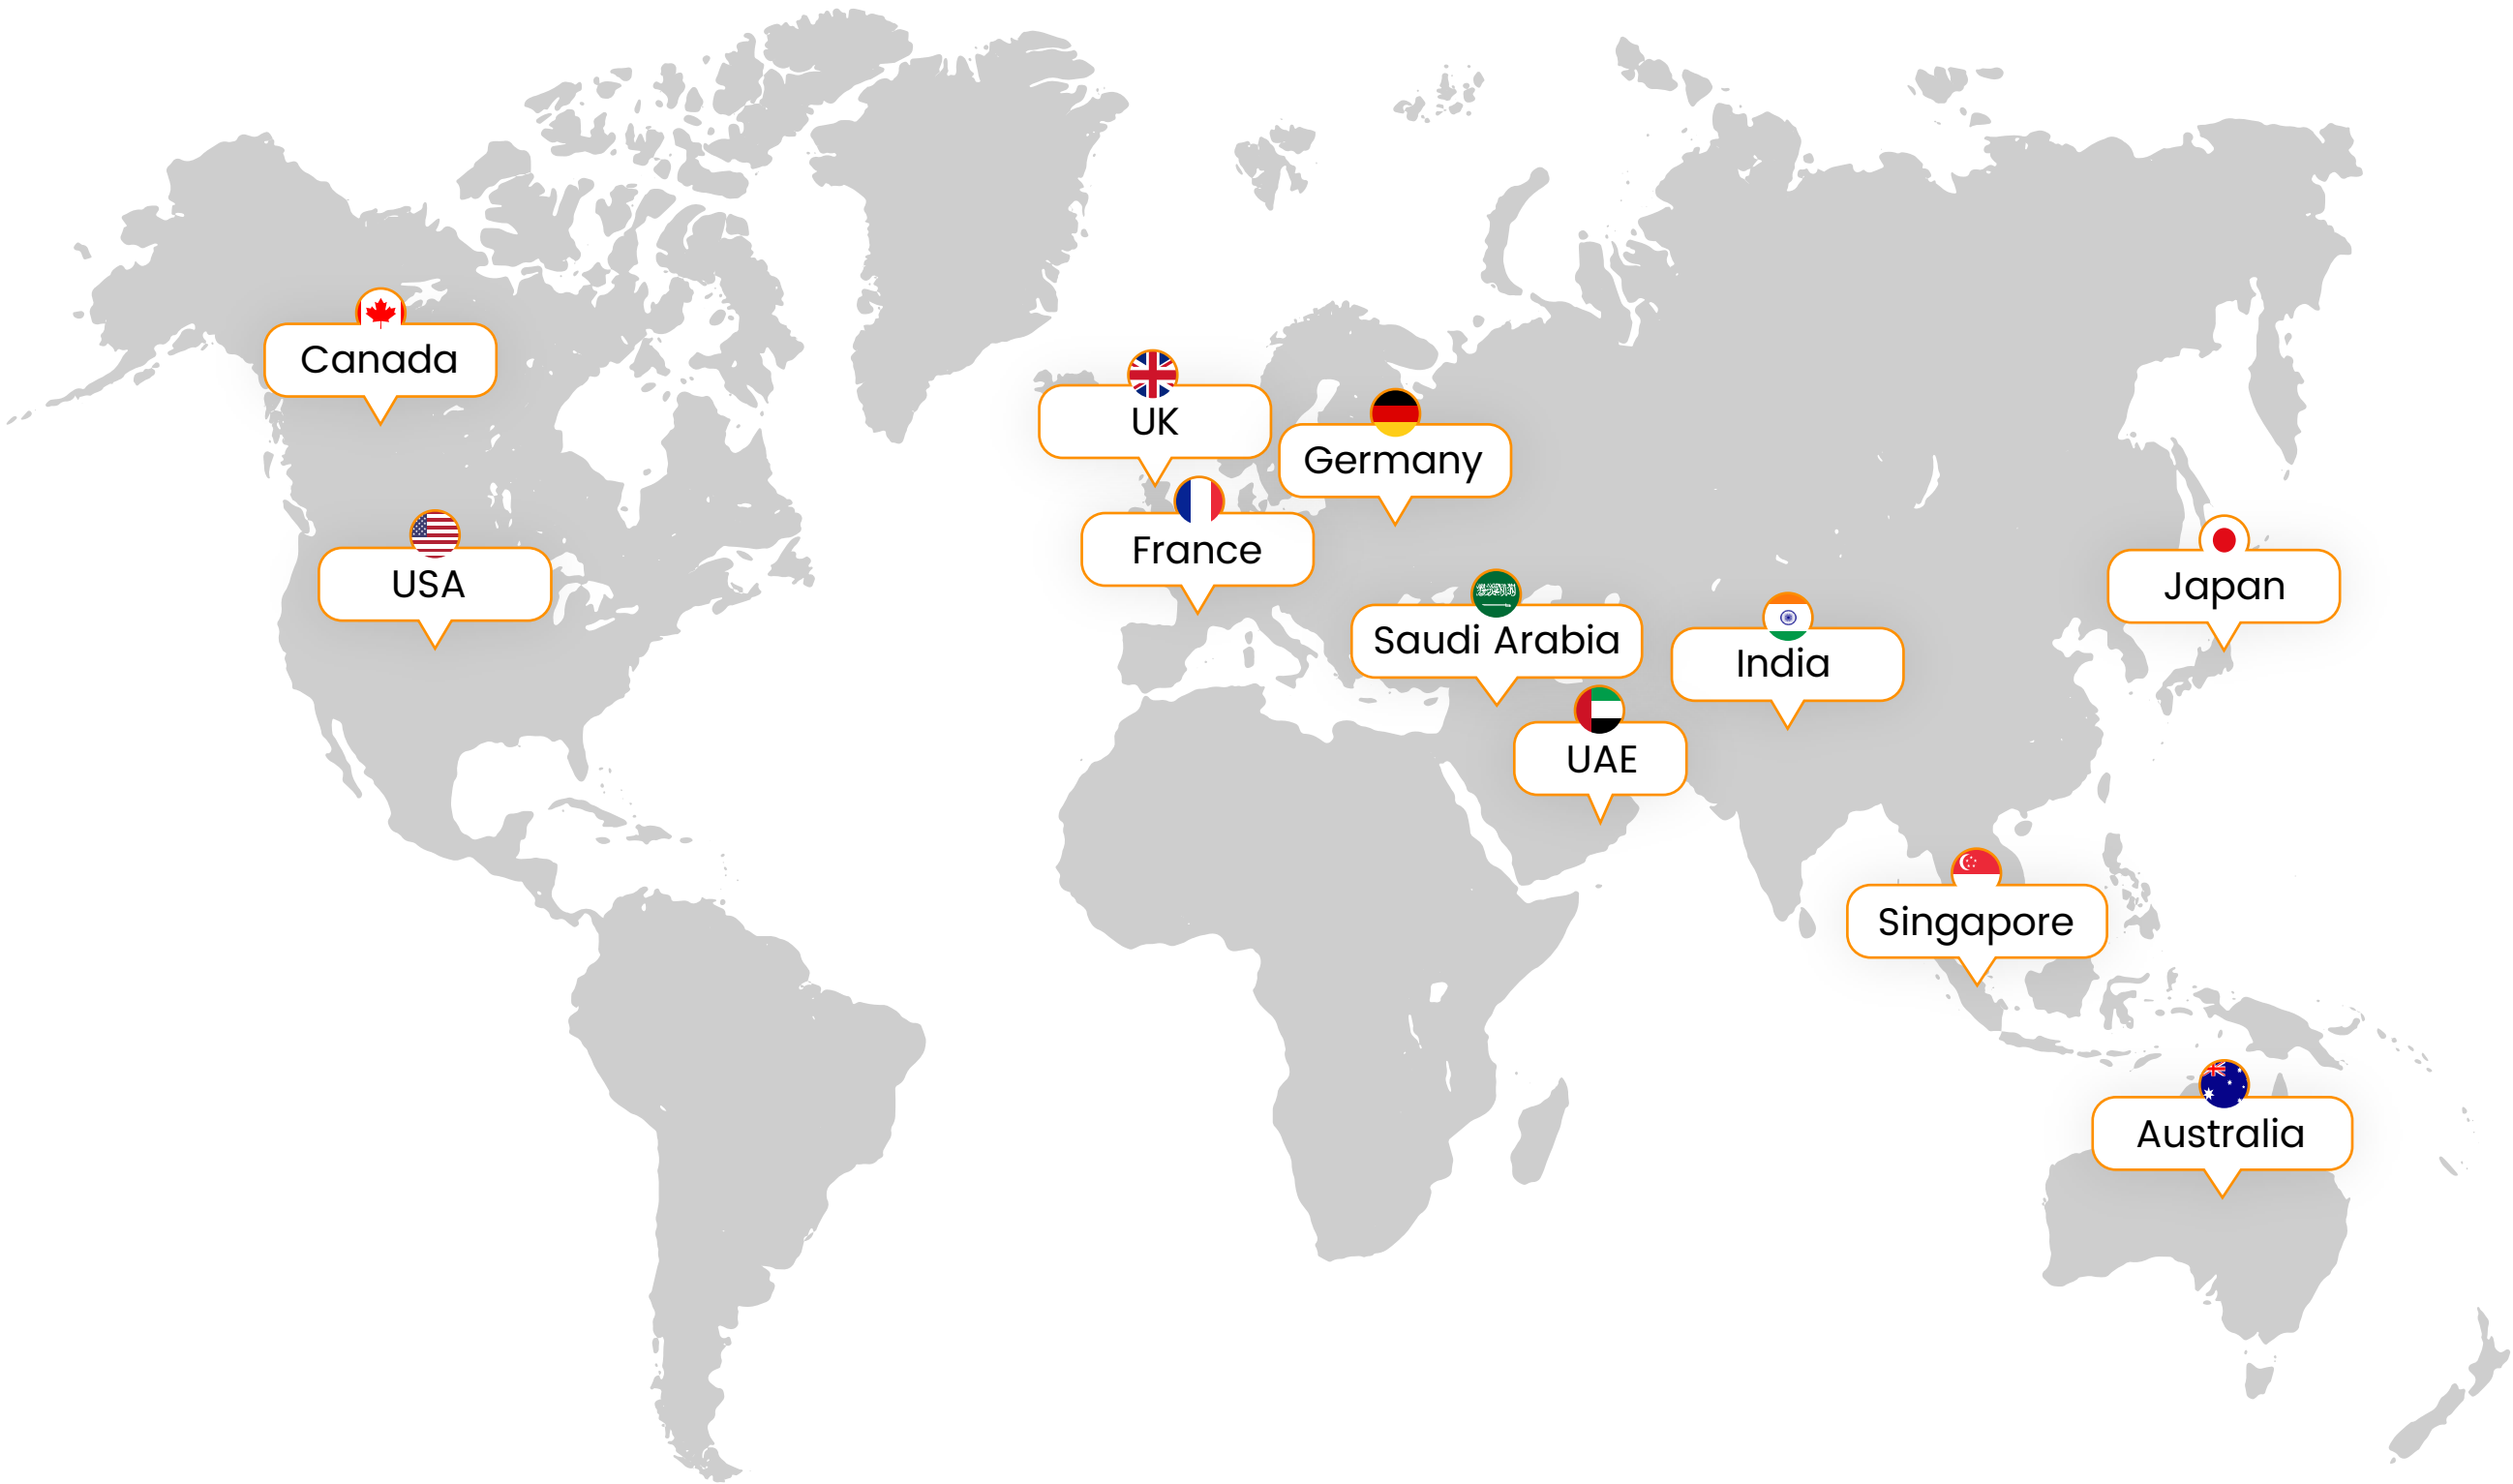 Canada
UK
Germany
France
USA
Japan
Saudi Arabia
India
UAE
Singapore
Australia